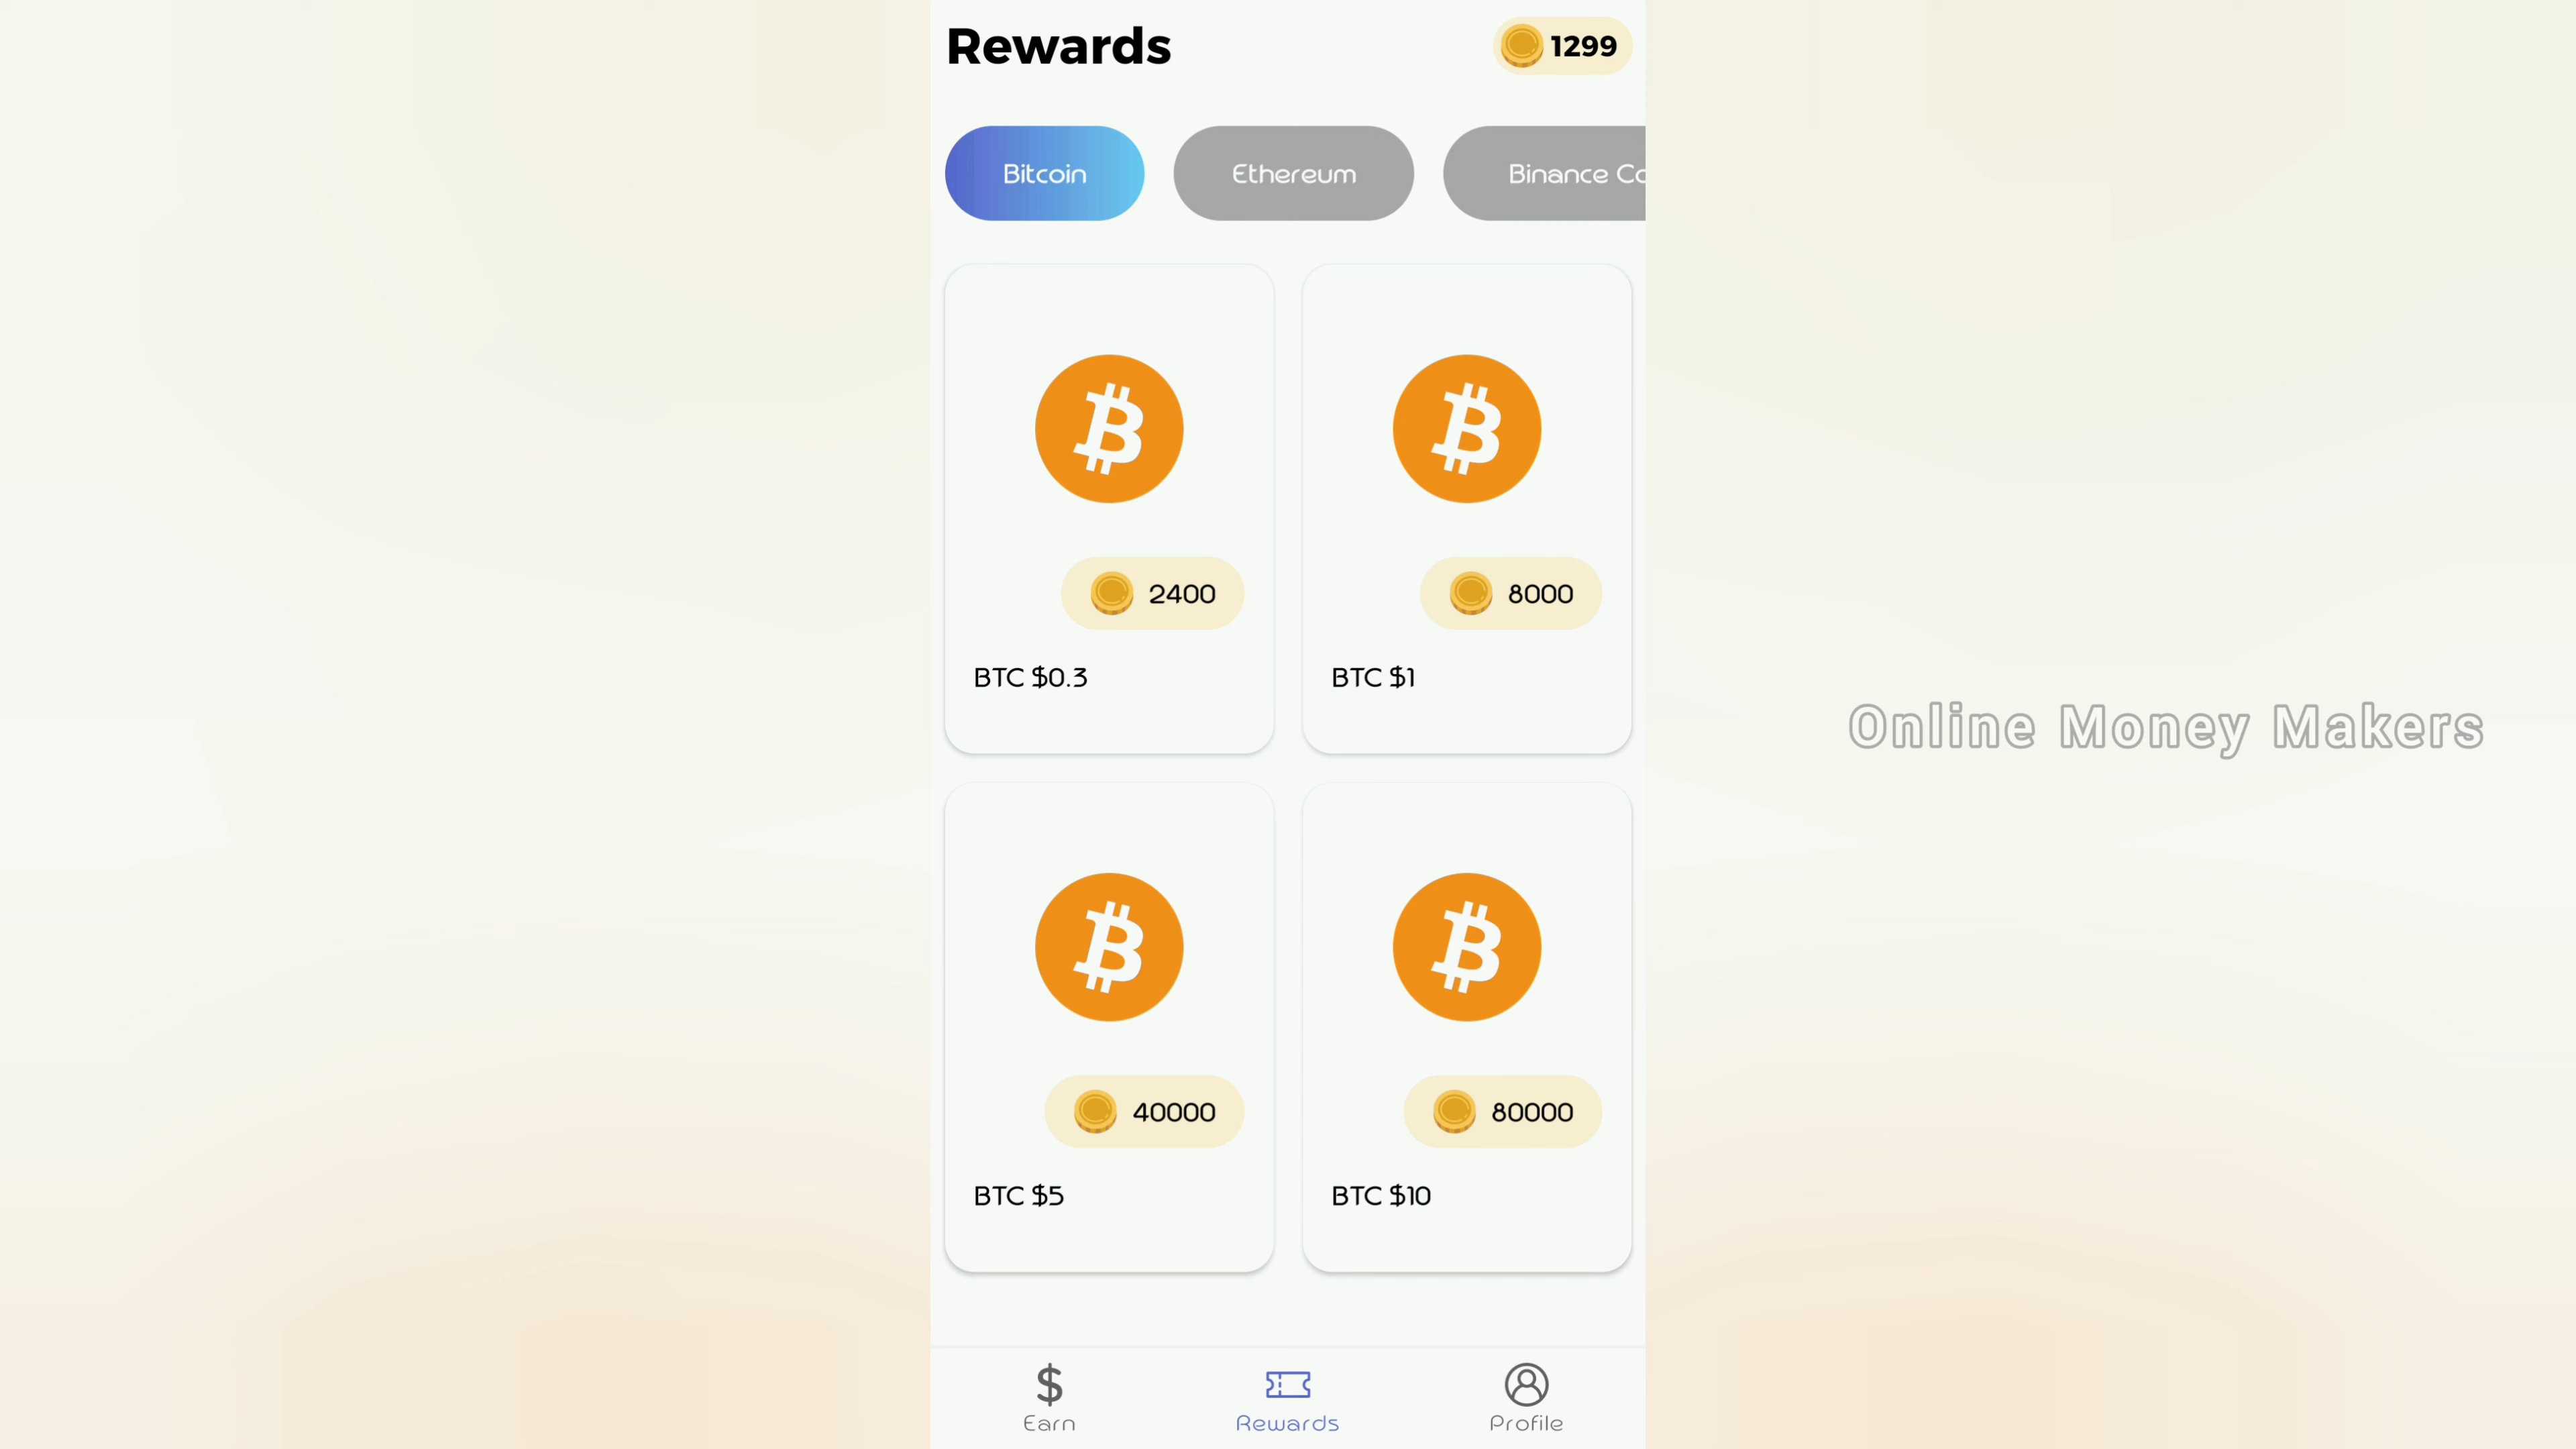 Rewards
1299
Bitcoin
Ethereum
Binance Co
2400
8000
BTC $0.3
BTC $1
Online Money Makers
40000
80000
BTC $5
BTC $10
Earn
Rewards
Profile